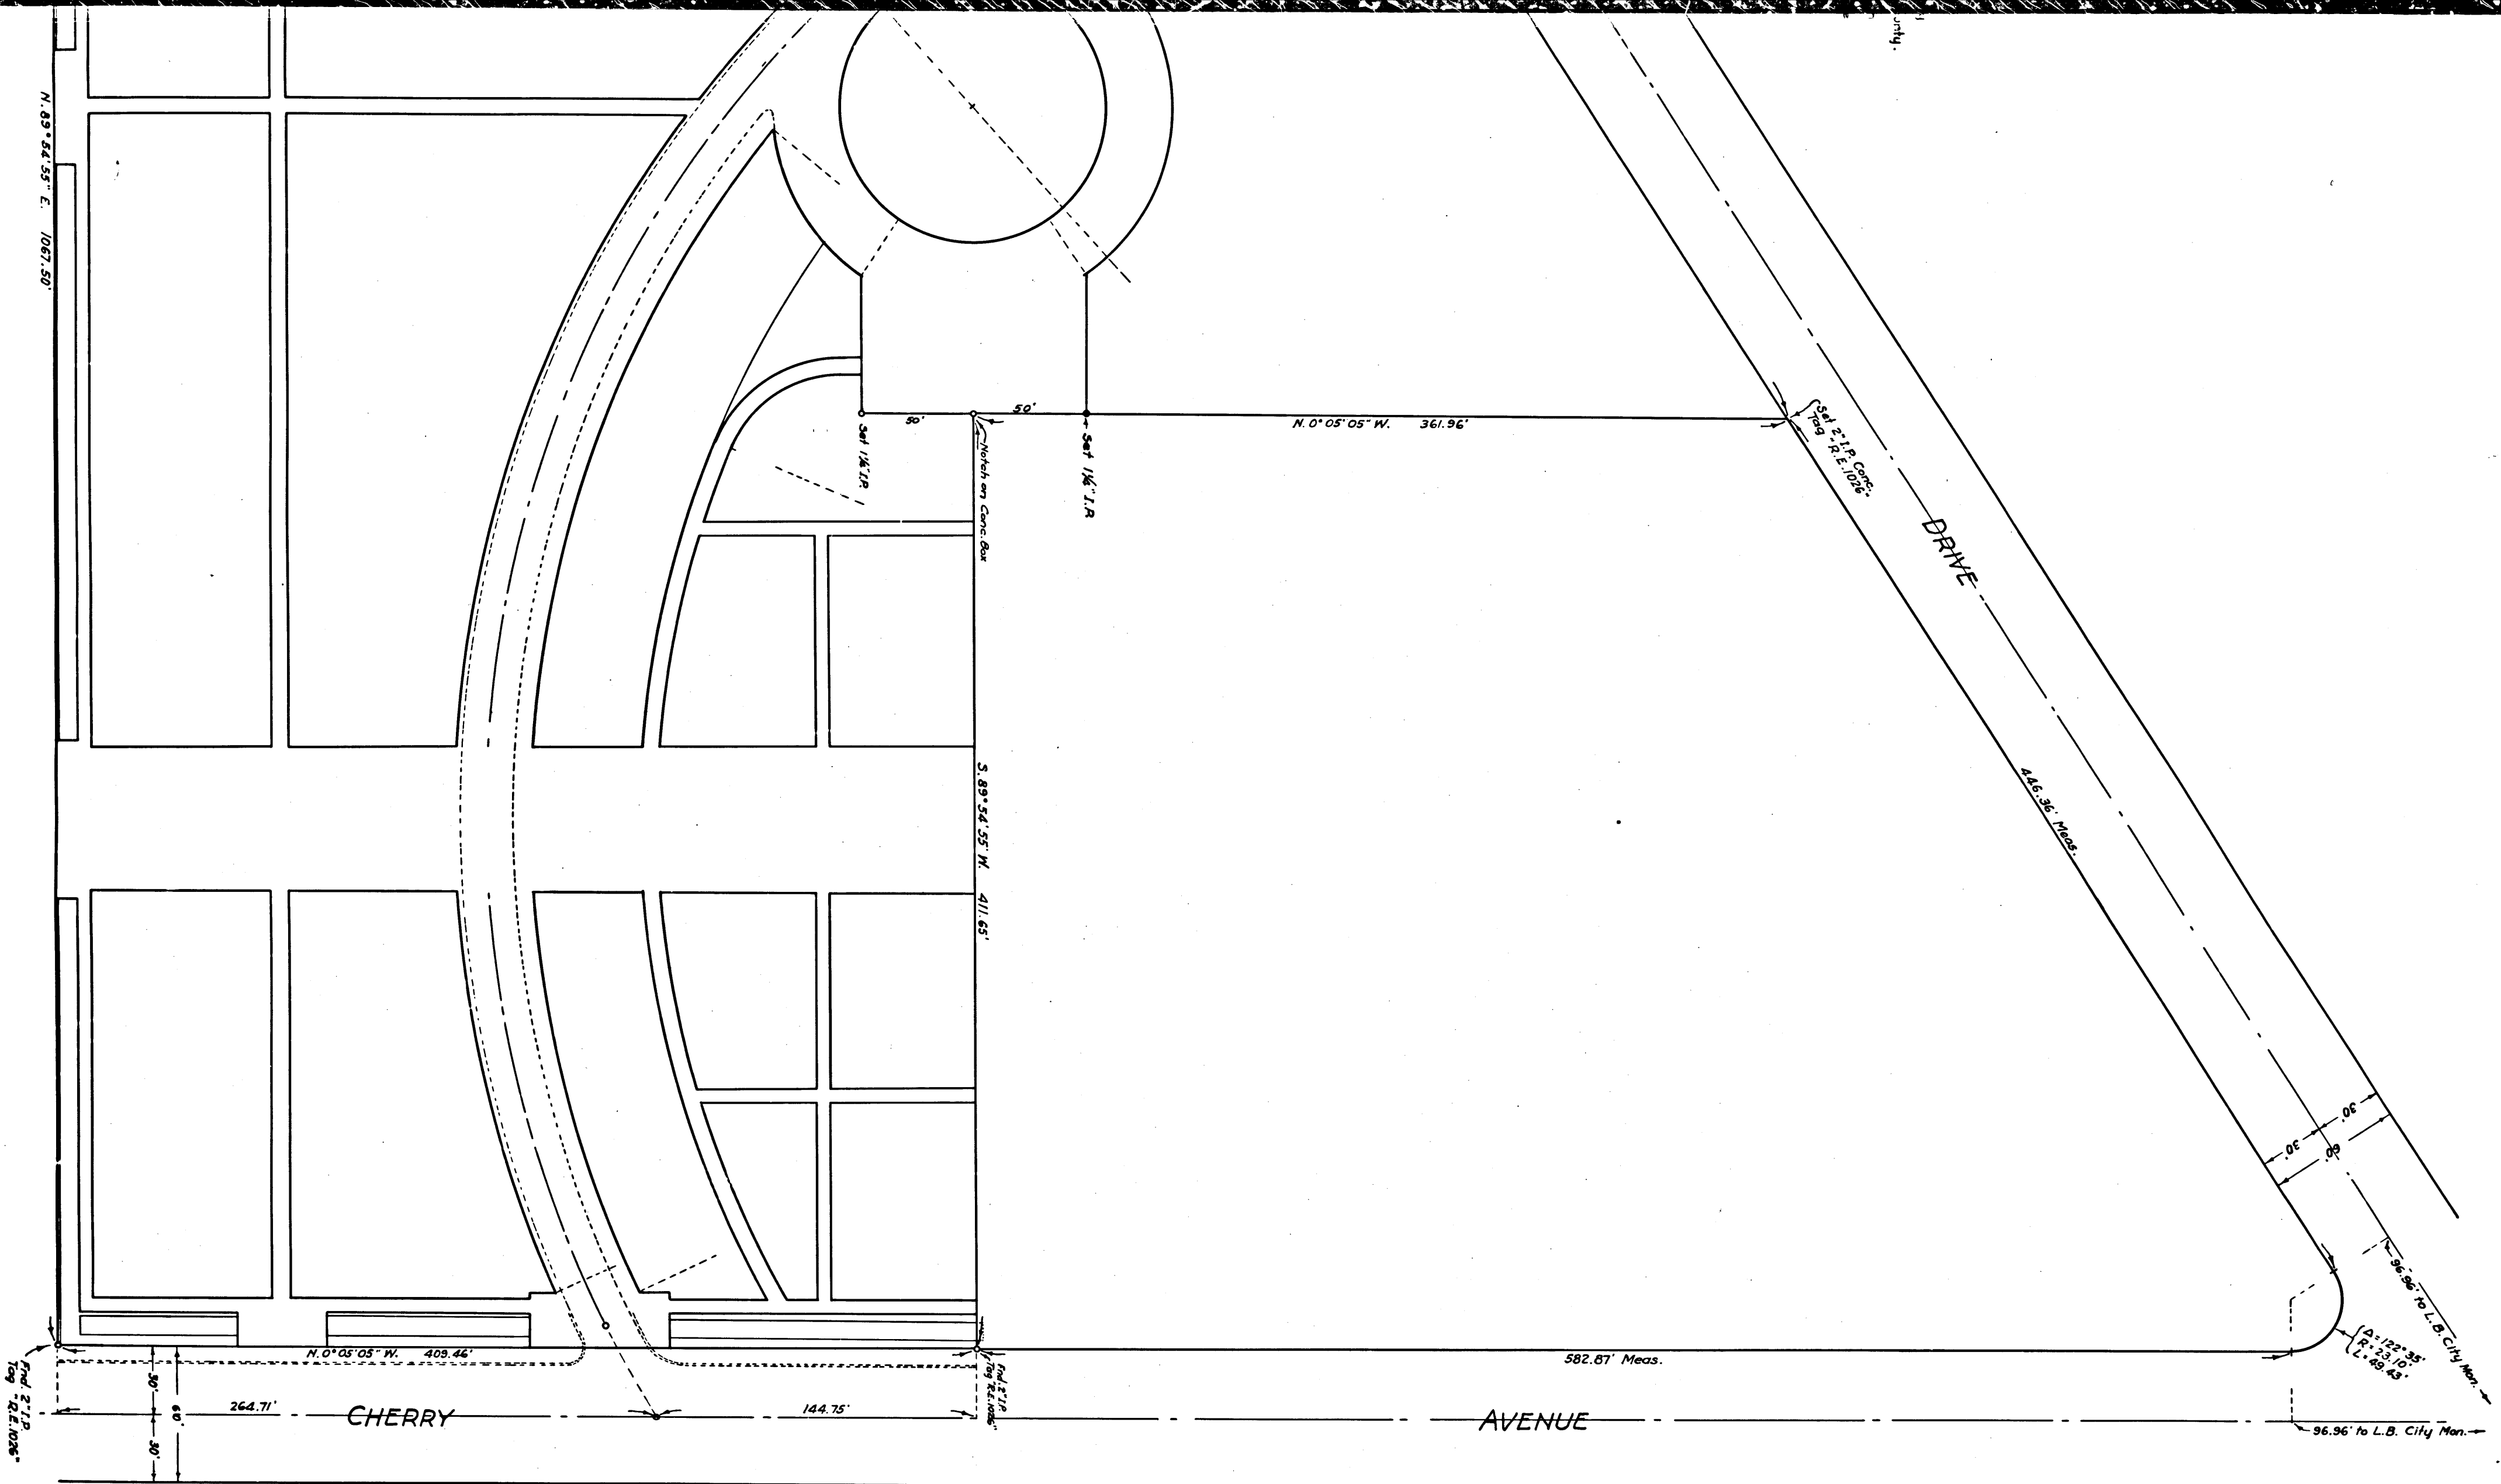 unty.
N. 89° 54' 55" E. 1067.50'
50'
50'
N. 0° 05' 05" W. 361.96'
Set 1½" I.P.
Notch on Conc. Box
Set 1½" I.P.
Set 2" I.P. Conc.
Tag "R.E. 1026"
DRIVE
S. 89° 54' 55" W. 411.65'
446.36' Meas.
30'
30'
60'
96.96' to L.B. City Mon.
Δ = 122° 35'
R = 23.10'
L = 49.43'
N. 0° 05' 05" W. 409.46'
582.87' Meas.
Fnd. 2" I.P.
Tag "R.E. 1026"
Fnd. 2" I.P.
Tag "R.E. 1026"
30'
60'
30'
264.71'
CHERRY
144.75'
AVENUE
96.96' to L.B. City Mon.